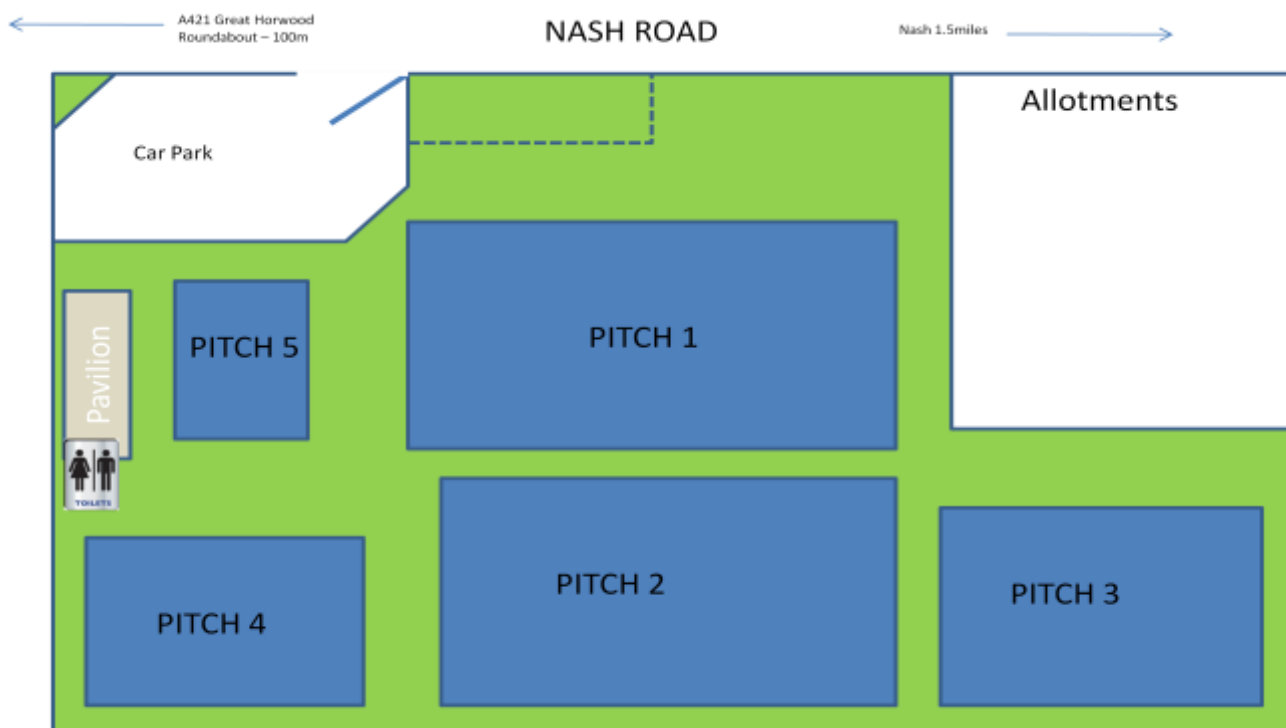 A421 Great Horwood
Roundabout – 100m
NASH ROAD
Nash 1.5miles
Allotments
Car Park
PITCH 1
PITCH 5
Pavilion
TOILETS
PITCH 2
PITCH 3
PITCH 4